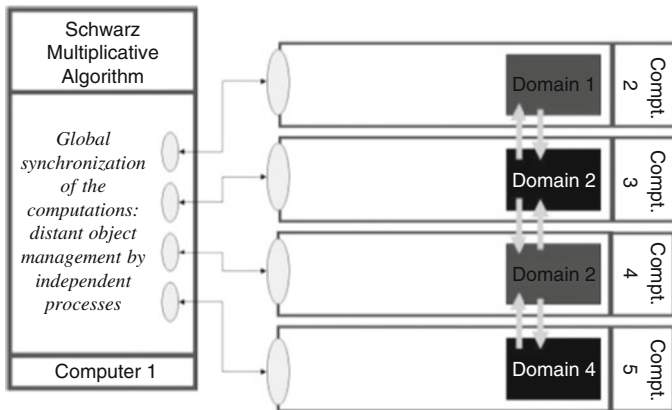 Schwarz
Multiplicative
Algorithm
Global
synchronization
of the
computations:
distant object
management by
independent
processes
Computer 1
Domain 1
Compt.
2
Domain 2
Compt.
3
Domain 2
Compt.
4
Domain 4
Compt.
5